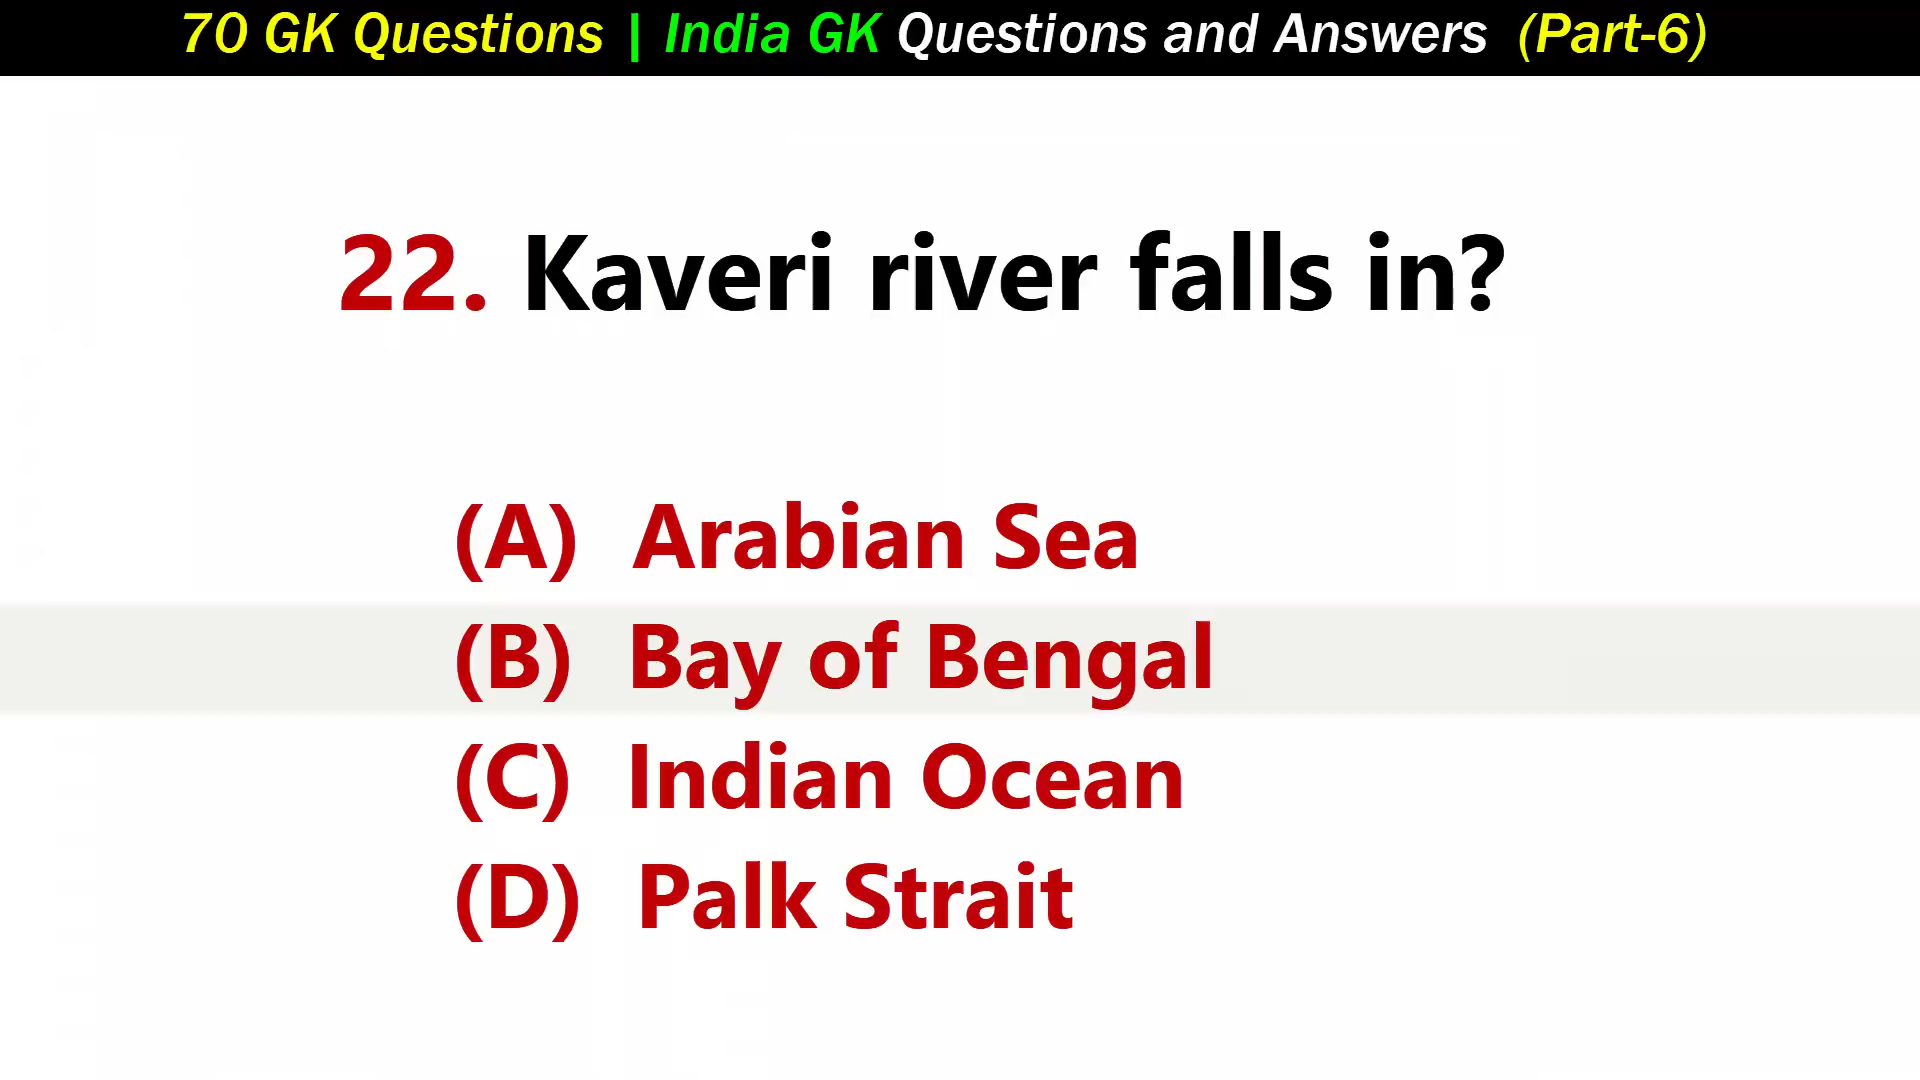 70 GK Questions | India GK Questions and Answers (Part-6)
22. Kaveri river falls in?
(A) Arabian Sea
(B) Bay of Bengal
(C) Indian Ocean
(D) Palk Strait